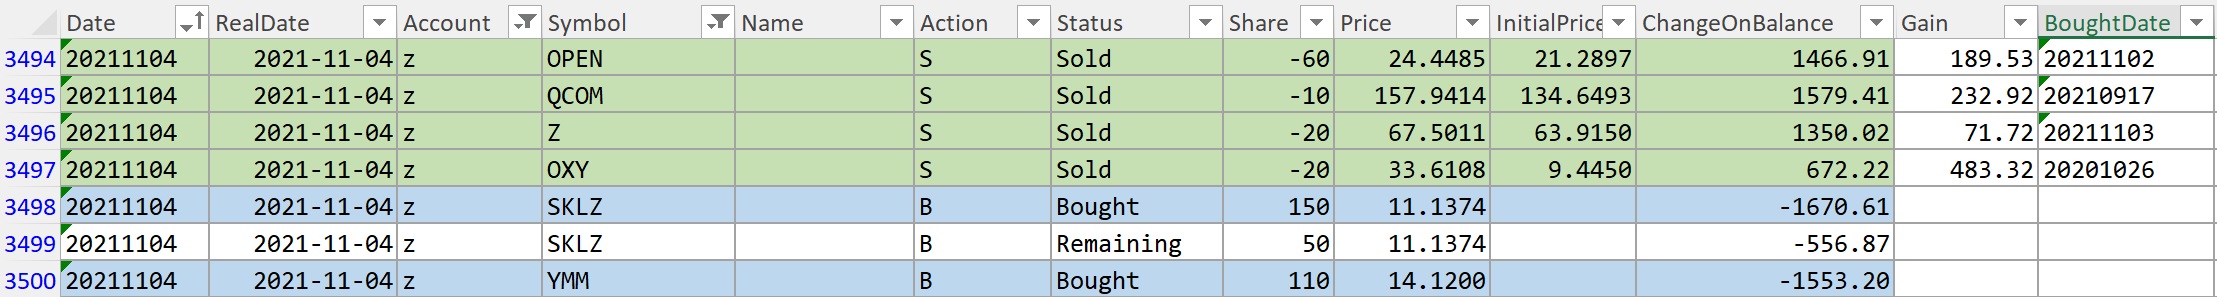 Date RealDate Account Symbol Name Action Status Share Price InitialPrice ChangeOnBalance Gain BoughtDate
3494 20211104 2021-11-04 z OPEN S Sold -60 24.4485 21.2897 1466.91 189.53 20211102
3495 20211104 2021-11-04 z QCOM S Sold -10 157.9414 134.6493 1579.41 232.92 20210917
3496 20211104 2021-11-04 z Z S Sold -20 67.5011 63.9150 1350.02 71.72 20211103
3497 20211104 2021-11-04 z OXY S Sold -20 33.6108 9.4450 672.22 483.32 20201026
3498 20211104 2021-11-04 z SKLZ B Bought 150 11.1374 -1670.61
3499 20211104 2021-11-04 z SKLZ B Remaining 50 11.1374 -556.87
3500 20211104 2021-11-04 z YMM B Bought 110 14.1200 -1553.20